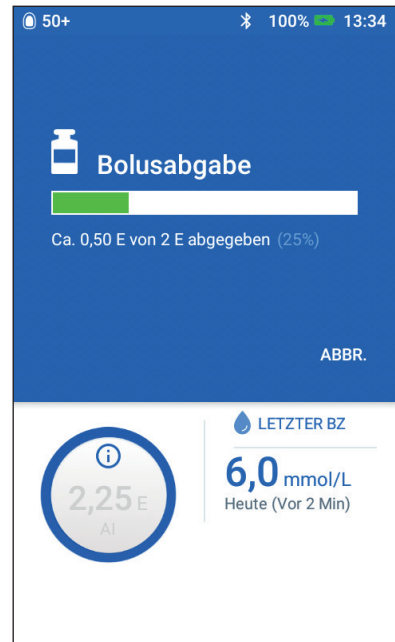 50+ 100% 13:34
Bolusabgabe
Ca. 0,50 E von 2 E abgegeben (25%)
ABBR.
LETZTER BZ
6,0 mmol/L
Heute (Vor 2 Min)
i
2,25 E
AI